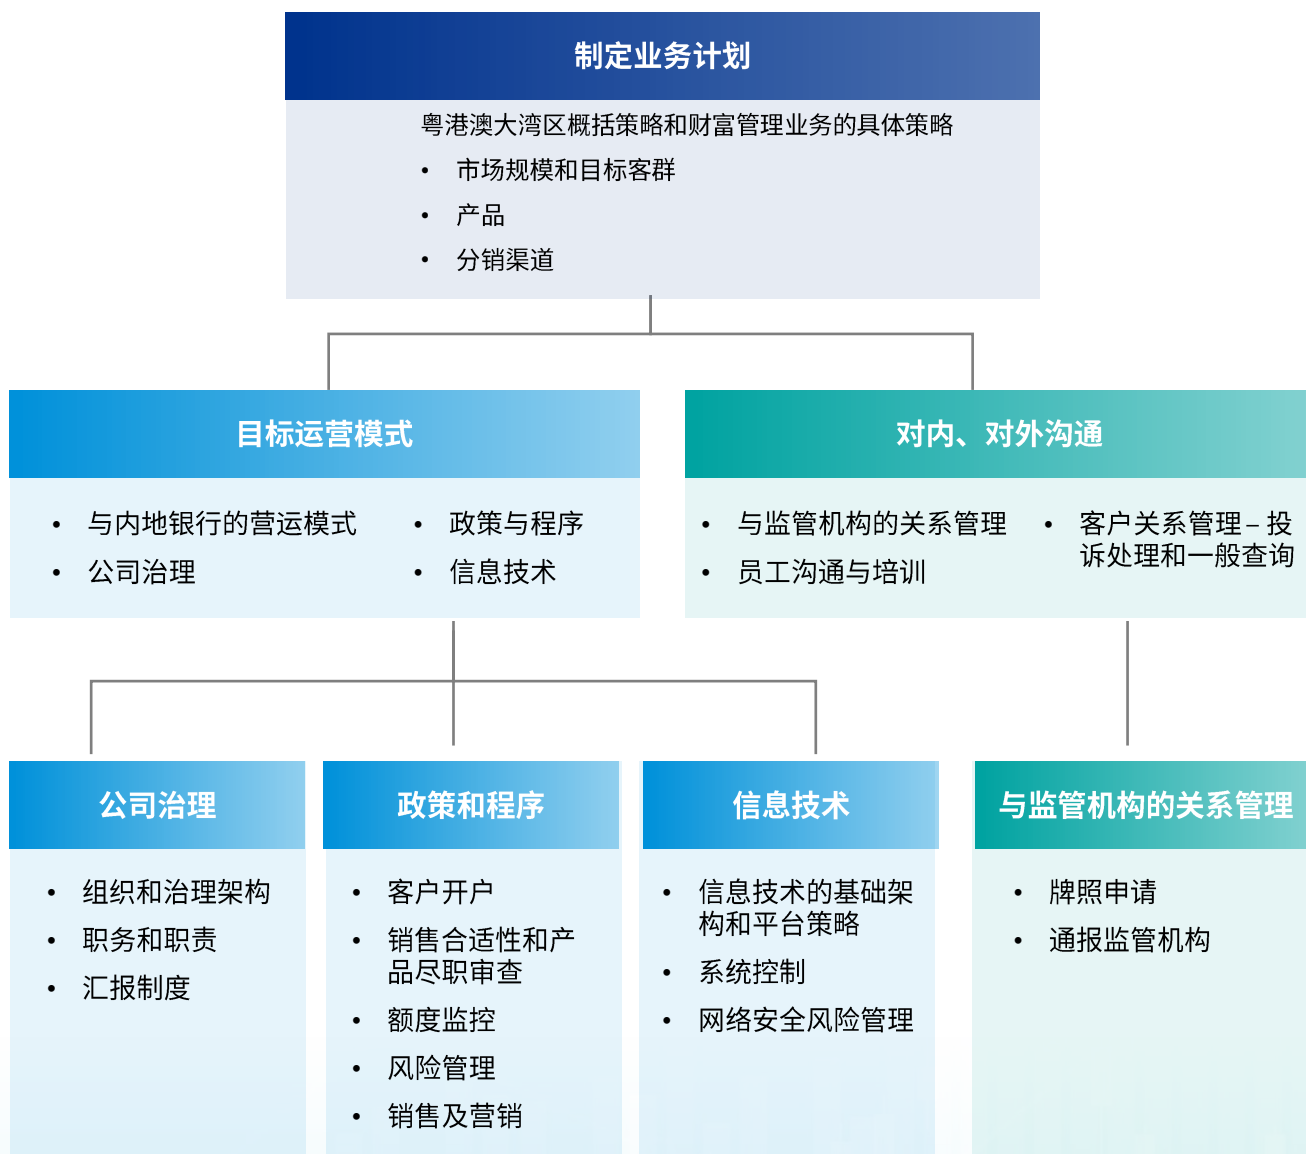 制定业务计划
粤港澳大湾区概括策略和财富管理业务的具体策略
• 市场规模和目标客群
• 产品
• 分销渠道
目标运营模式
• 与内地银行的营运模式
• 公司治理
• 政策与程序
• 信息技术
对内、对外沟通
• 与监管机构的关系管理
• 员工沟通与培训
• 客户关系管理 – 投
诉处理和一般查询
公司治理
• 组织和治理架构
• 职务和职责
• 汇报制度
政策和程序
• 客户开户
• 销售合适性和产
品尽职审查
• 额度监控
• 风险管理
• 销售及营销
信息技术
• 信息技术的基础架
构和平台策略
• 系统控制
• 网络安全风险管理
与监管机构的关系管理
• 牌照申请
• 通报监管机构